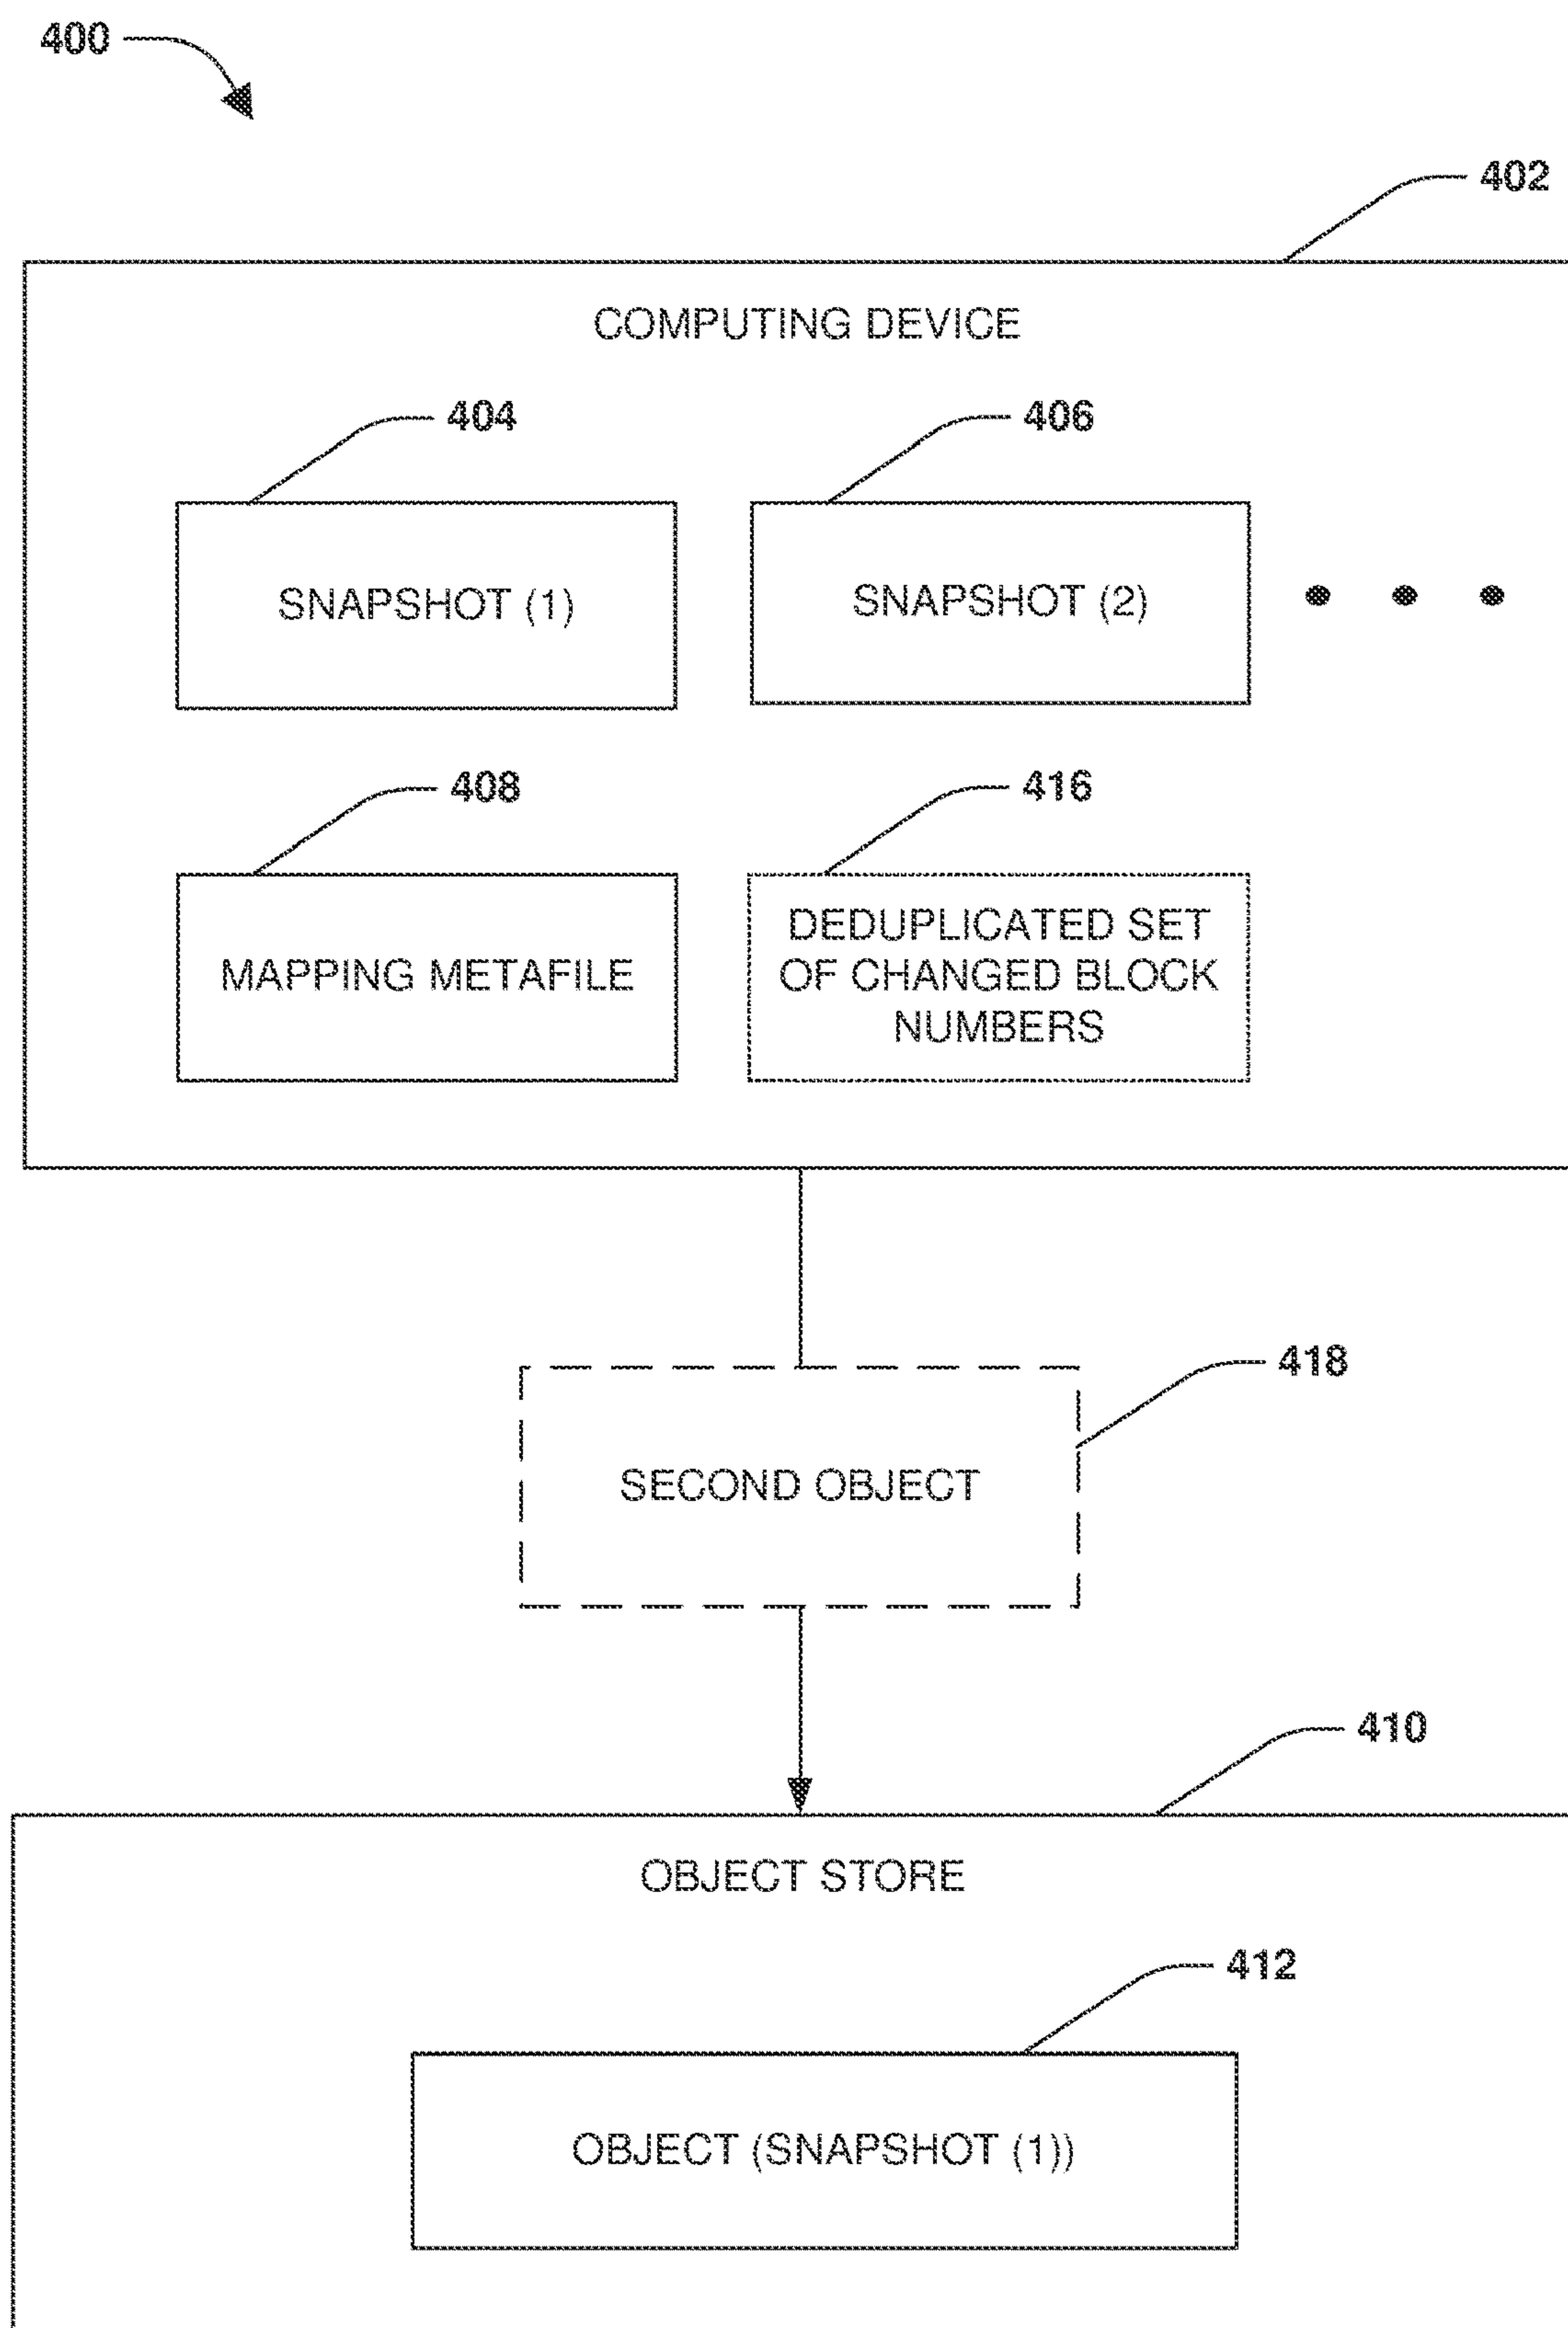 400
402
COMPUTING DEVICE
404
406
SNAPSHOT (1)
SNAPSHOT (2)
408
416
MAPPING METAFILE
DEDUPLICATED SET
OF CHANGED BLOCK
NUMBERS
418
SECOND OBJECT
410
OBJECT STORE
412
OBJECT (SNAPSHOT (1))